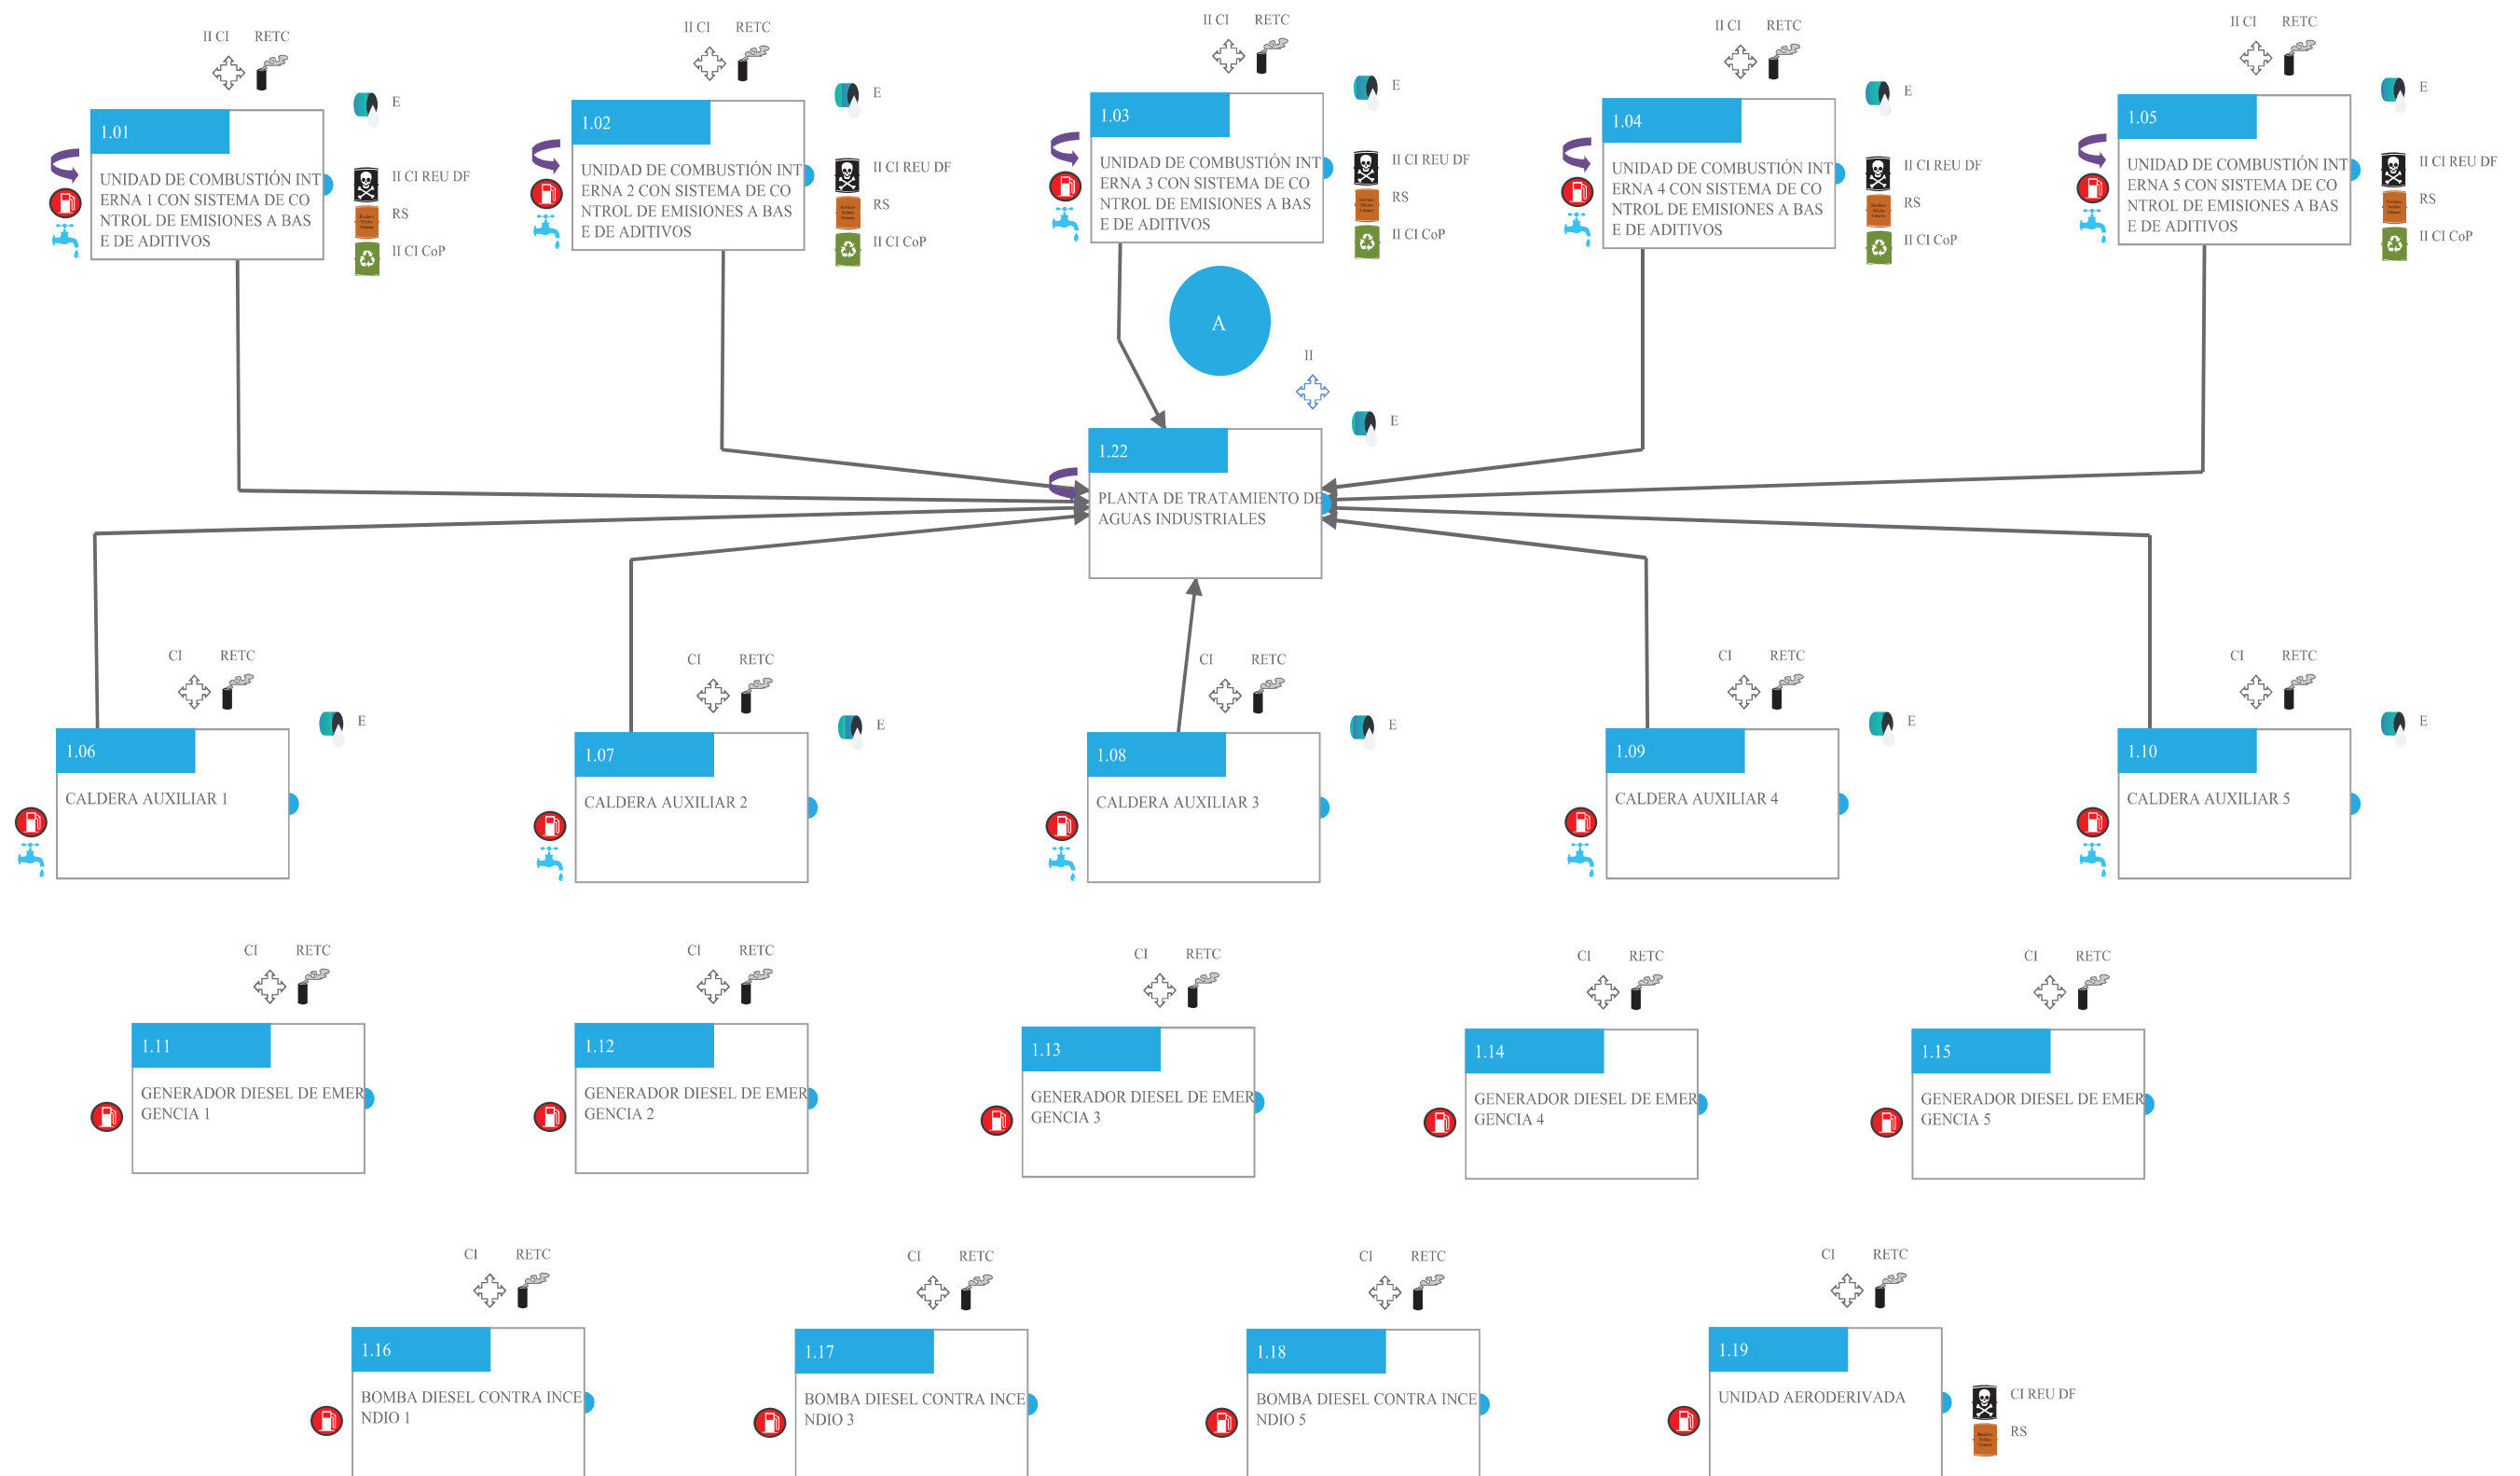 II CI RETC
E
1.01
UNIDAD DE COMBUSTIÓN INT
ERNA 1 CON SISTEMA DE CO
NTROL DE EMISIONES A BAS
E DE ADITIVOS
II CI REU DF
RS
II CI CoP
II CI RETC
E
1.02
UNIDAD DE COMBUSTIÓN INT
ERNA 2 CON SISTEMA DE CO
NTROL DE EMISIONES A BAS
E DE ADITIVOS
II CI REU DF
RS
II CI CoP
II CI RETC
E
1.03
UNIDAD DE COMBUSTIÓN INT
ERNA 3 CON SISTEMA DE CO
NTROL DE EMISIONES A BAS
E DE ADITIVOS
II CI REU DF
RS
II CI CoP
II CI RETC
E
1.04
UNIDAD DE COMBUSTIÓN INT
ERNA 4 CON SISTEMA DE CO
NTROL DE EMISIONES A BAS
E DE ADITIVOS
II CI REU DF
RS
II CI CoP
II CI RETC
E
1.05
UNIDAD DE COMBUSTIÓN INT
ERNA 5 CON SISTEMA DE CO
NTROL DE EMISIONES A BAS
E DE ADITIVOS
II CI REU DF
RS
II CI CoP
A
II
E
1.22
PLANTA DE TRATAMIENTO DE
AGUAS INDUSTRIALES
CI RETC
E
1.06
CALDERA AUXILIAR 1
CI RETC
E
1.07
CALDERA AUXILIAR 2
CI RETC
E
1.08
CALDERA AUXILIAR 3
CI RETC
E
1.09
CALDERA AUXILIAR 4
CI RETC
E
1.10
CALDERA AUXILIAR 5
CI RETC
1.11
GENERADOR DIESEL DE EMER
GENCIA 1
CI RETC
1.12
GENERADOR DIESEL DE EMER
GENCIA 2
CI RETC
1.13
GENERADOR DIESEL DE EMER
GENCIA 3
CI RETC
1.14
GENERADOR DIESEL DE EMER
GENCIA 4
CI RETC
1.15
GENERADOR DIESEL DE EMER
GENCIA 5
CI RETC
1.16
BOMBA DIESEL CONTRA INCE
NDIO 1
CI RETC
1.17
BOMBA DIESEL CONTRA INCE
NDIO 3
CI RETC
1.18
BOMBA DIESEL CONTRA INCE
NDIO 5
CI RETC
1.19
UNIDAD AERODERIVADA
CI REU DF
RS